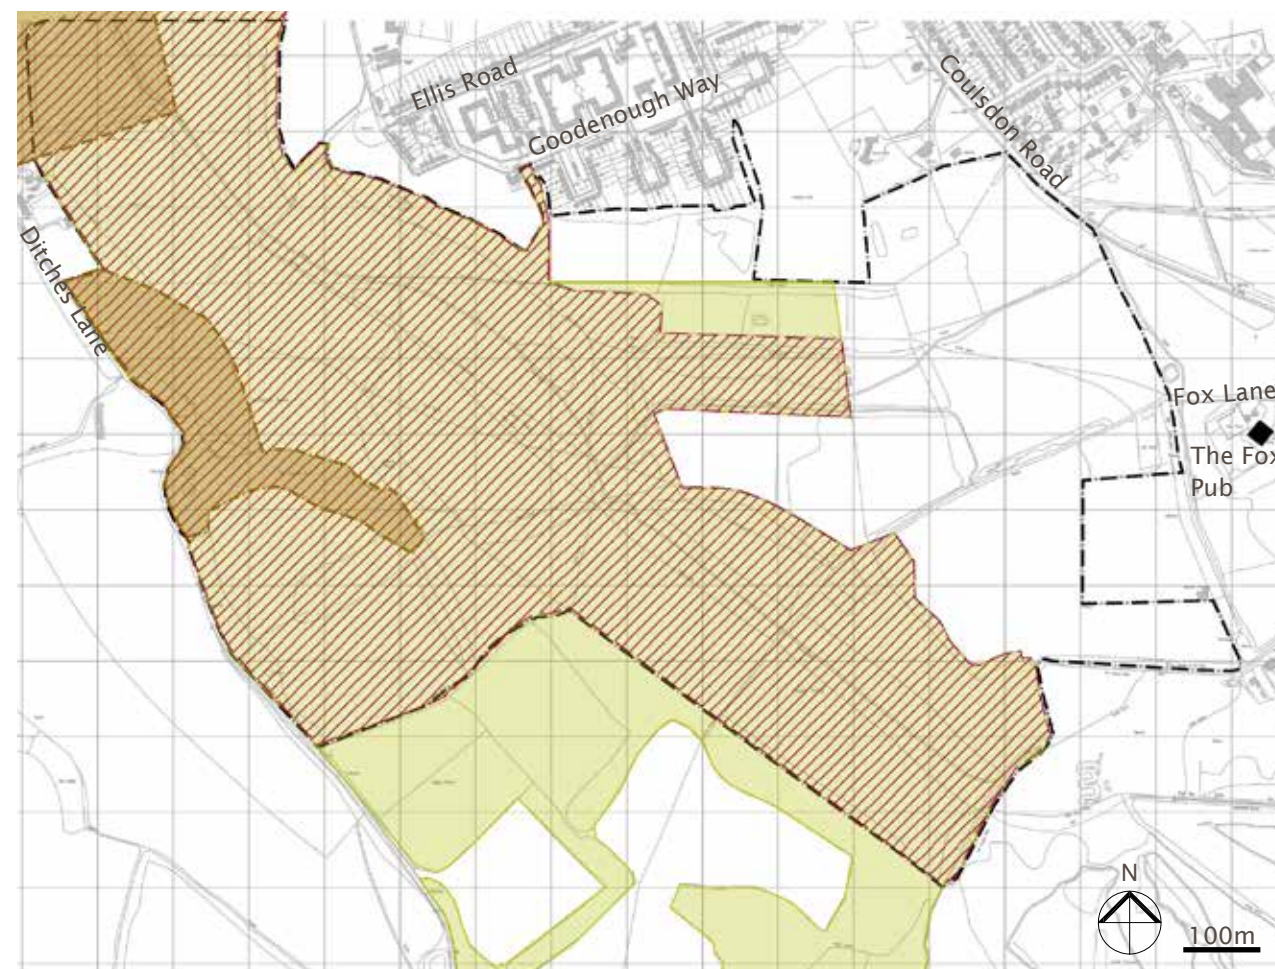 Ellis Road
Goodenough Way
Coulsdon Road
Ditches Lane
Fox Lane
The Fox
Pub
N
100m